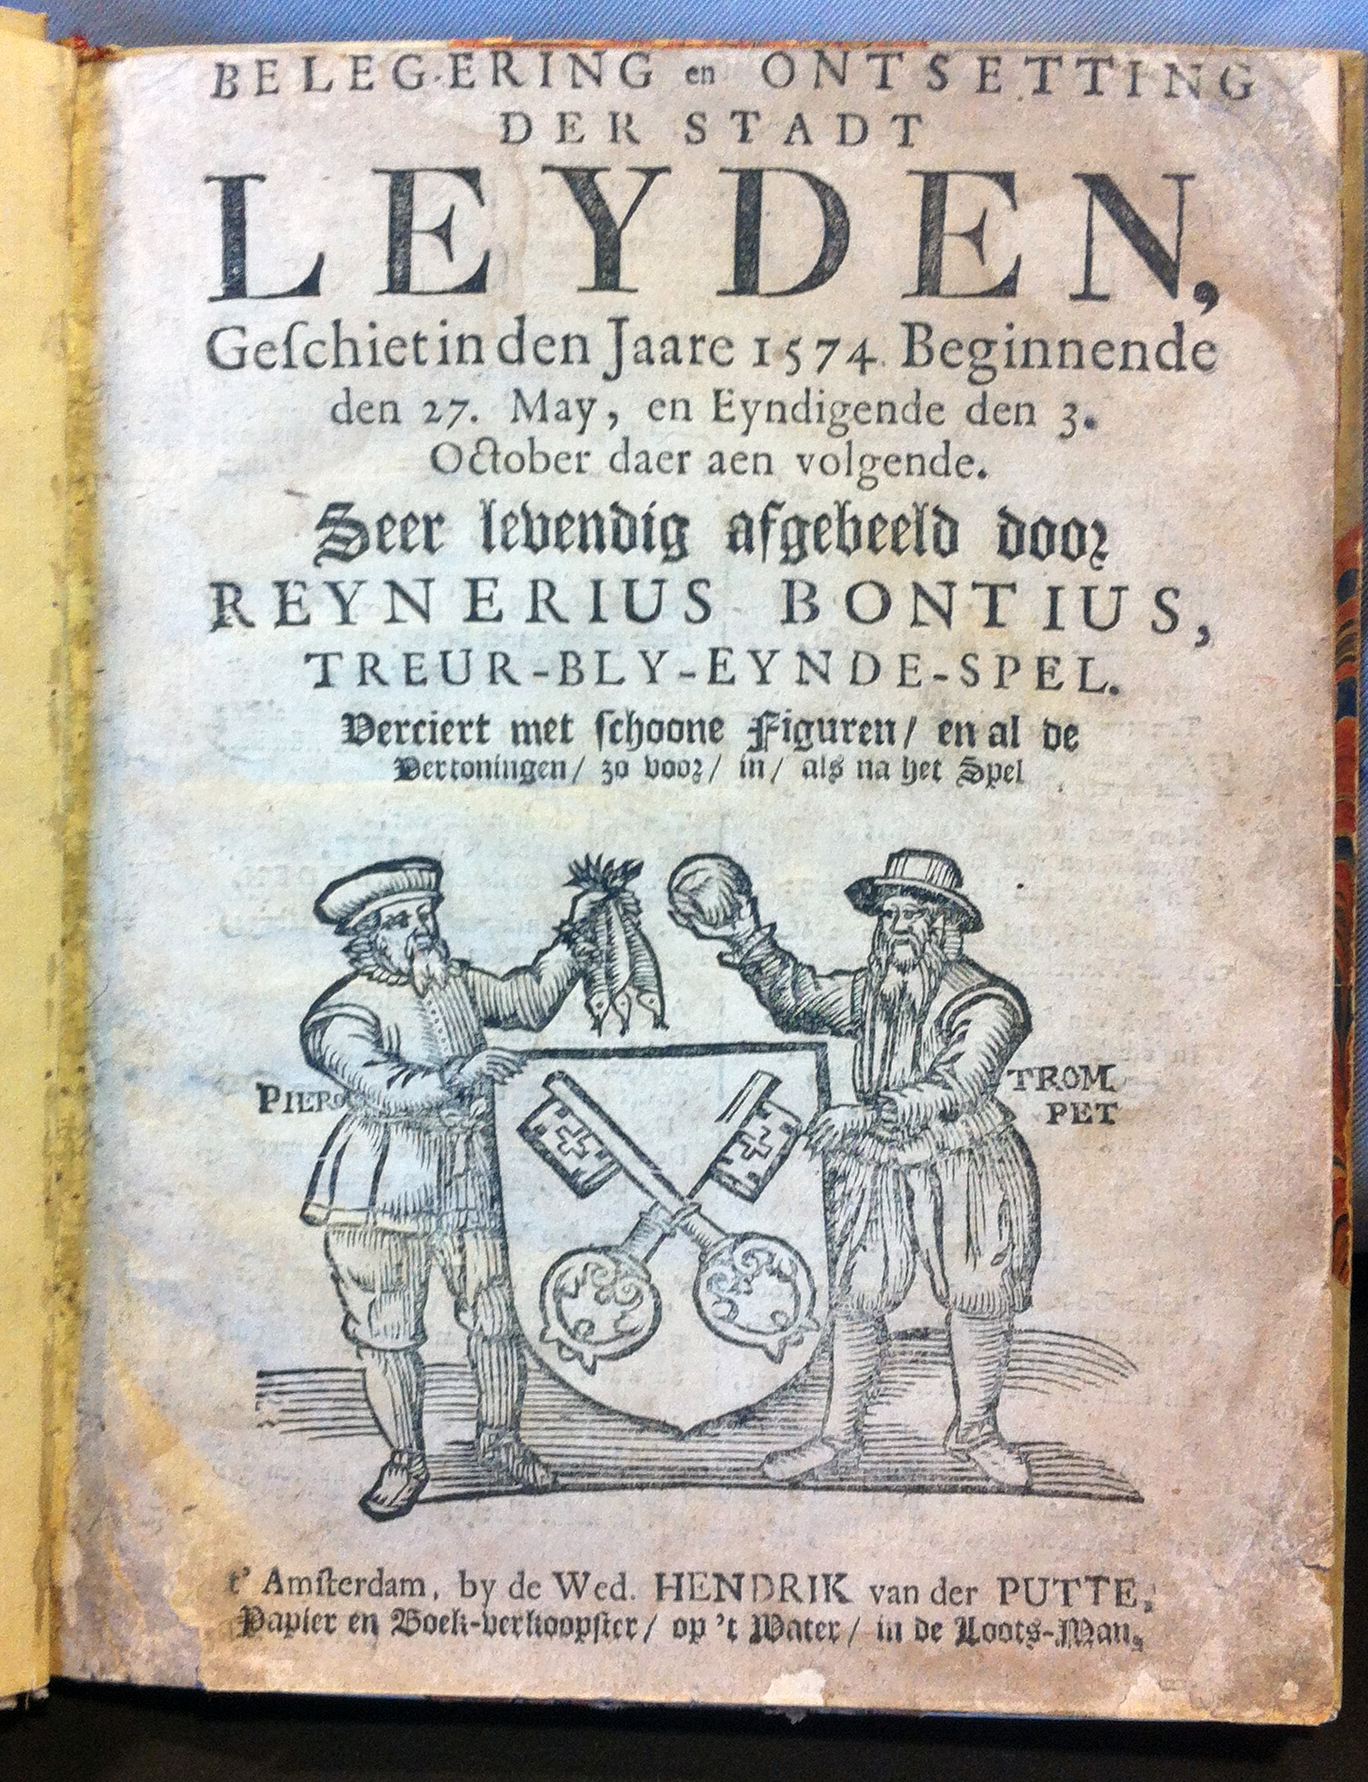 BELEGERING en ONTSETTING
DER STADT
LEYDEN,
Geſchiet in den Jaare 1574 Beginnende
den 27. May, en Eyndigende den 3.
October daer aen volgende.
Seer levendig afgebeeld door
REYNERIUS BONTIUS,
TREUR-BLY-EYNDE-SPEL.
Verciert met ſchoone Figuren/ en al de
Vertoningen/ zo voor/ in/ als na het Spel
PIERO
TROM
PET
t' Amſterdam, by de Wed. HENDRIK van der PUTTE,
Papier en Boek-verkoopſter/ op 't Water/ in de Loots-Man,